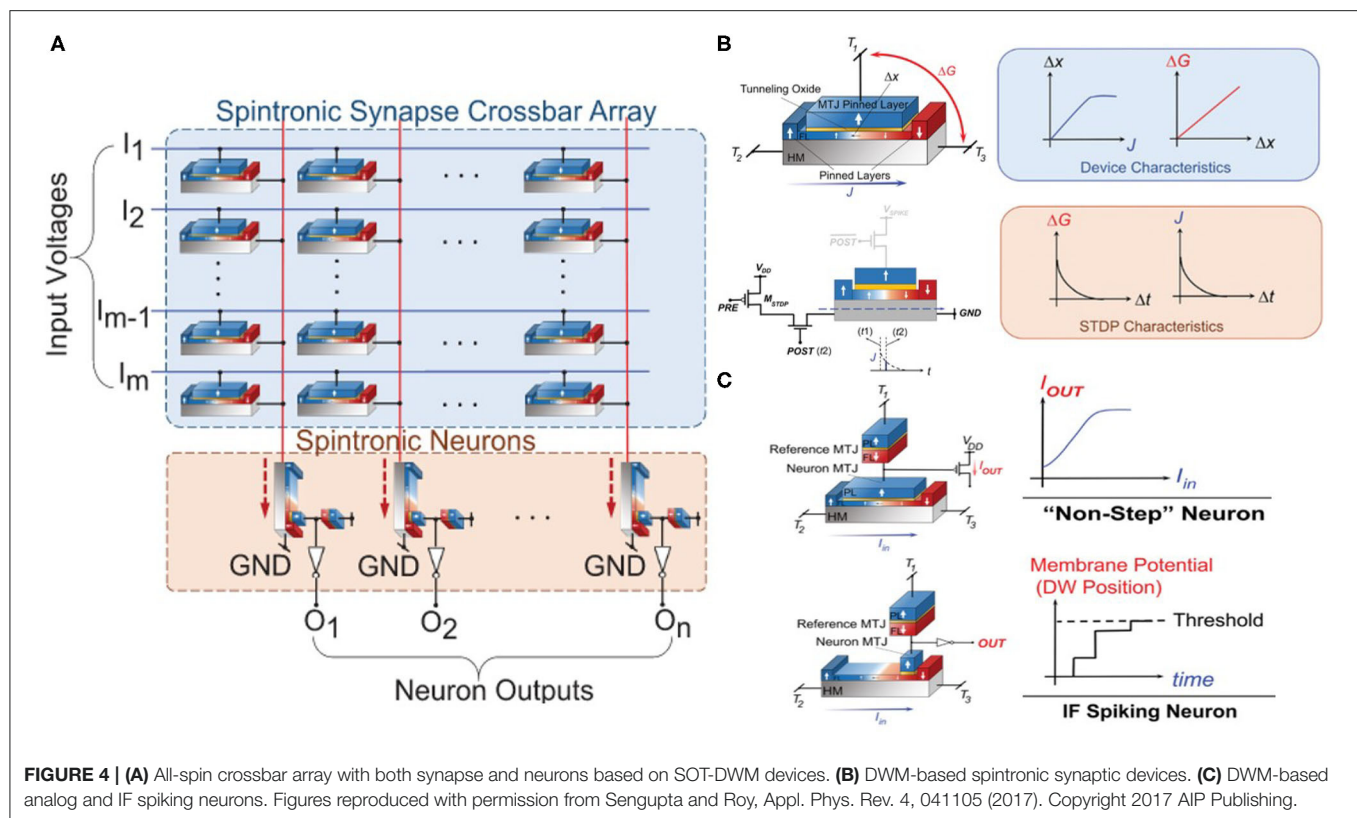 A
Spintronic Synapse Crossbar Array
Input Voltages
I1
I2
Im-1
Im
Spintronic Neurons
GND
GND
GND
O1
O2
On
Neuron Outputs
B
T1
ΔG
Δx
Tunneling Oxide
MTJ Pinned Layer
FL
T2
HM
T3
Pinned Layers
J
Δx
J
ΔG
Δx
Device Characteristics
VSPIKE
POST
VDD
PRE
MSTDP
GND
POST (t2)
(t1)
(t2)
J
t
ΔG
Δt
J
Δt
STDP Characteristics
C
T1
PL
Reference MTJ
FL
Neuron MTJ
VDD
IOUT
PL
HM
T2
T3
Iin
IOUT
Iin
“Non-Step” Neuron
T1
PL
Reference MTJ
FL
Neuron MTJ
OUT
HM
T2
T3
Iin
Membrane Potential
(DW Position)
Threshold
time
IF Spiking Neuron
FIGURE 4 | (A) All-spin crossbar array with both synapse and neurons based on SOT-DWM devices. (B) DWM-based spintronic synaptic devices. (C) DWM-based
analog and IF spiking neurons. Figures reproduced with permission from Sengupta and Roy, Appl. Phys. Rev. 4, 041105 (2017). Copyright 2017 AIP Publishing.